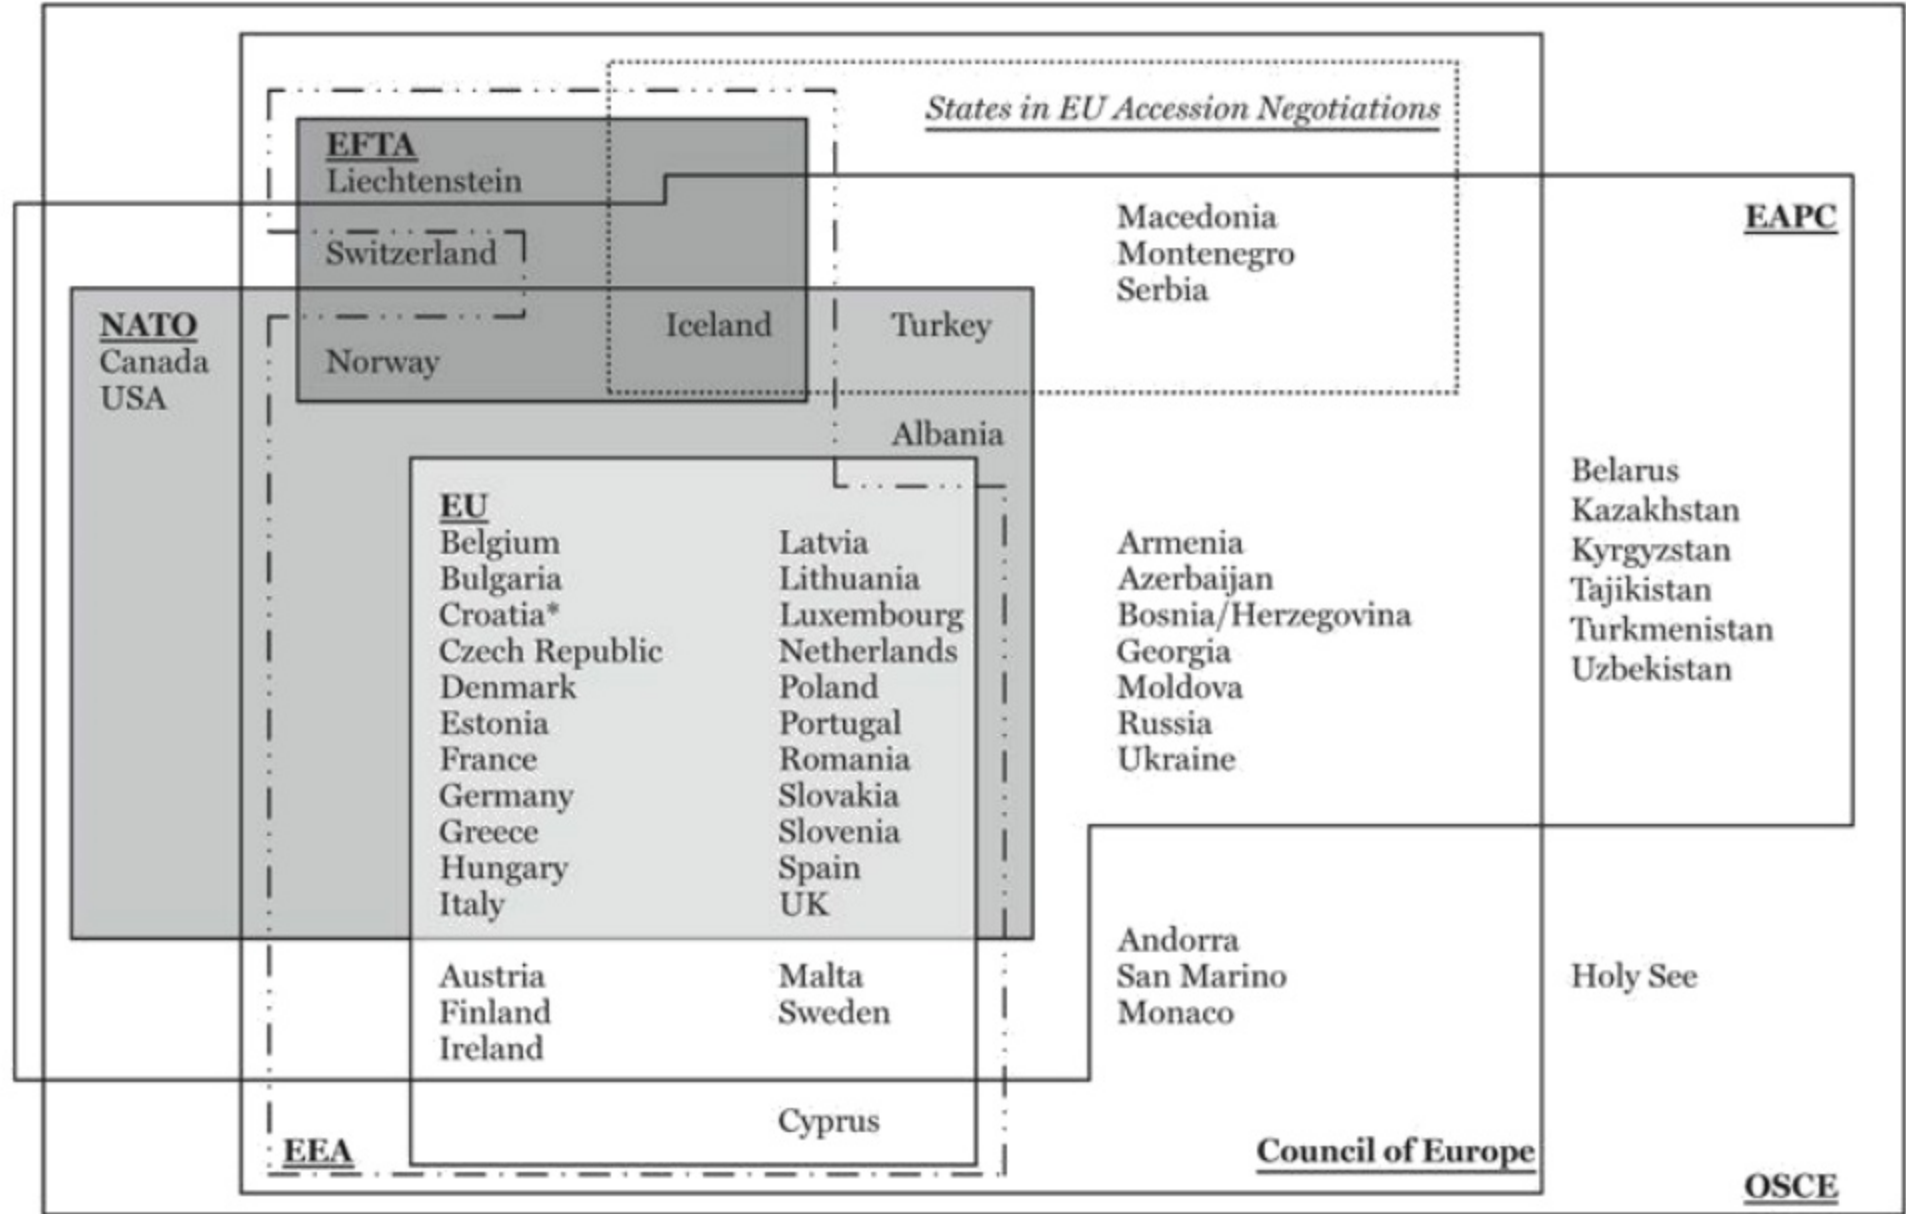 States in EU Accession Negotiations
EFTA
Liechtenstein
Switzerland
Norway
Iceland
Turkey
Macedonia
Montenegro
Serbia
EAPC
NATO
Canada
USA
Albania
EU
Belgium
Bulgaria
Croatia*
Czech Republic
Denmark
Estonia
France
Germany
Greece
Hungary
Italy
Latvia
Lithuania
Luxembourg
Netherlands
Poland
Portugal
Romania
Slovakia
Slovenia
Spain
UK
Armenia
Azerbaijan
Bosnia/Herzegovina
Georgia
Moldova
Russia
Ukraine
Belarus
Kazakhstan
Kyrgyzstan
Tajikistan
Turkmenistan
Uzbekistan
Austria
Finland
Ireland
Malta
Sweden
Andorra
San Marino
Monaco
Holy See
Cyprus
EEA
Council of Europe
OSCE